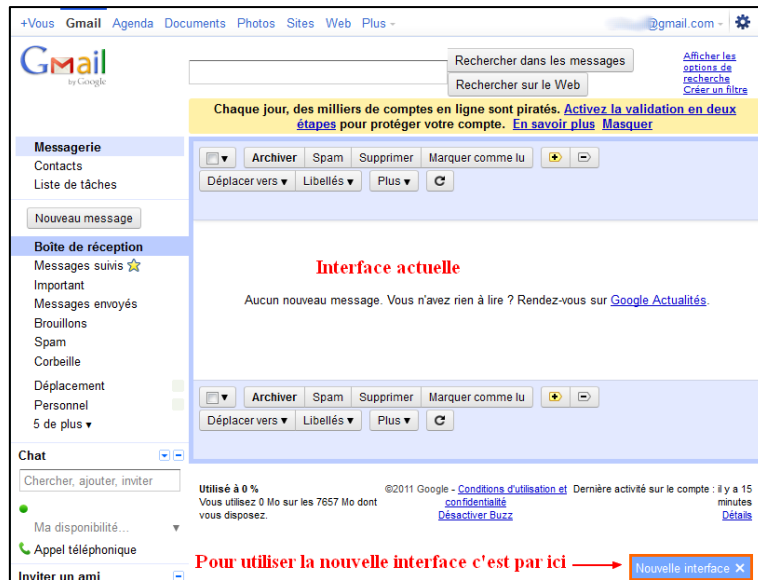 +Vous Gmail Agenda Documents Photos Sites Web Plus
@gmail.com
Gmail
by Google
Rechercher dans les messages
Rechercher sur le Web
Afficher les
options de
recherche
Créer un filtre
Chaque jour, des milliers de comptes en ligne sont piratés. Activez la validation en deux
étapes pour protéger votre compte. En savoir plus Masquer
Messagerie
Contacts
Liste de tâches
Nouveau message
Boîte de réception
Messages suivis
Important
Messages envoyés
Brouillons
Spam
Corbeille
Déplacement
Personnel
5 de plus ▾
Archiver Spam Supprimer Marquer comme lu
Déplacer vers ▾ Libellés ▾ Plus ▾
Interface actuelle
Aucun nouveau message. Vous n'avez rien à lire ? Rendez-vous sur Google Actualités.
Archiver Spam Supprimer Marquer comme lu
Déplacer vers ▾ Libellés ▾ Plus ▾
Chat
Chercher, ajouter, inviter
Ma disponibilité…
Appel téléphonique
Inviter un ami
Utilisé à 0 %
Vous utilisez 0 Mo sur les 7657 Mo dont
vous disposez.
©2011 Google - Conditions d'utilisation et
confidentialité
Désactiver Buzz
Dernière activité sur le compte : il y a 15
minutes
Détails
Pour utiliser la nouvelle interface c'est par ici
Nouvelle interface ✕